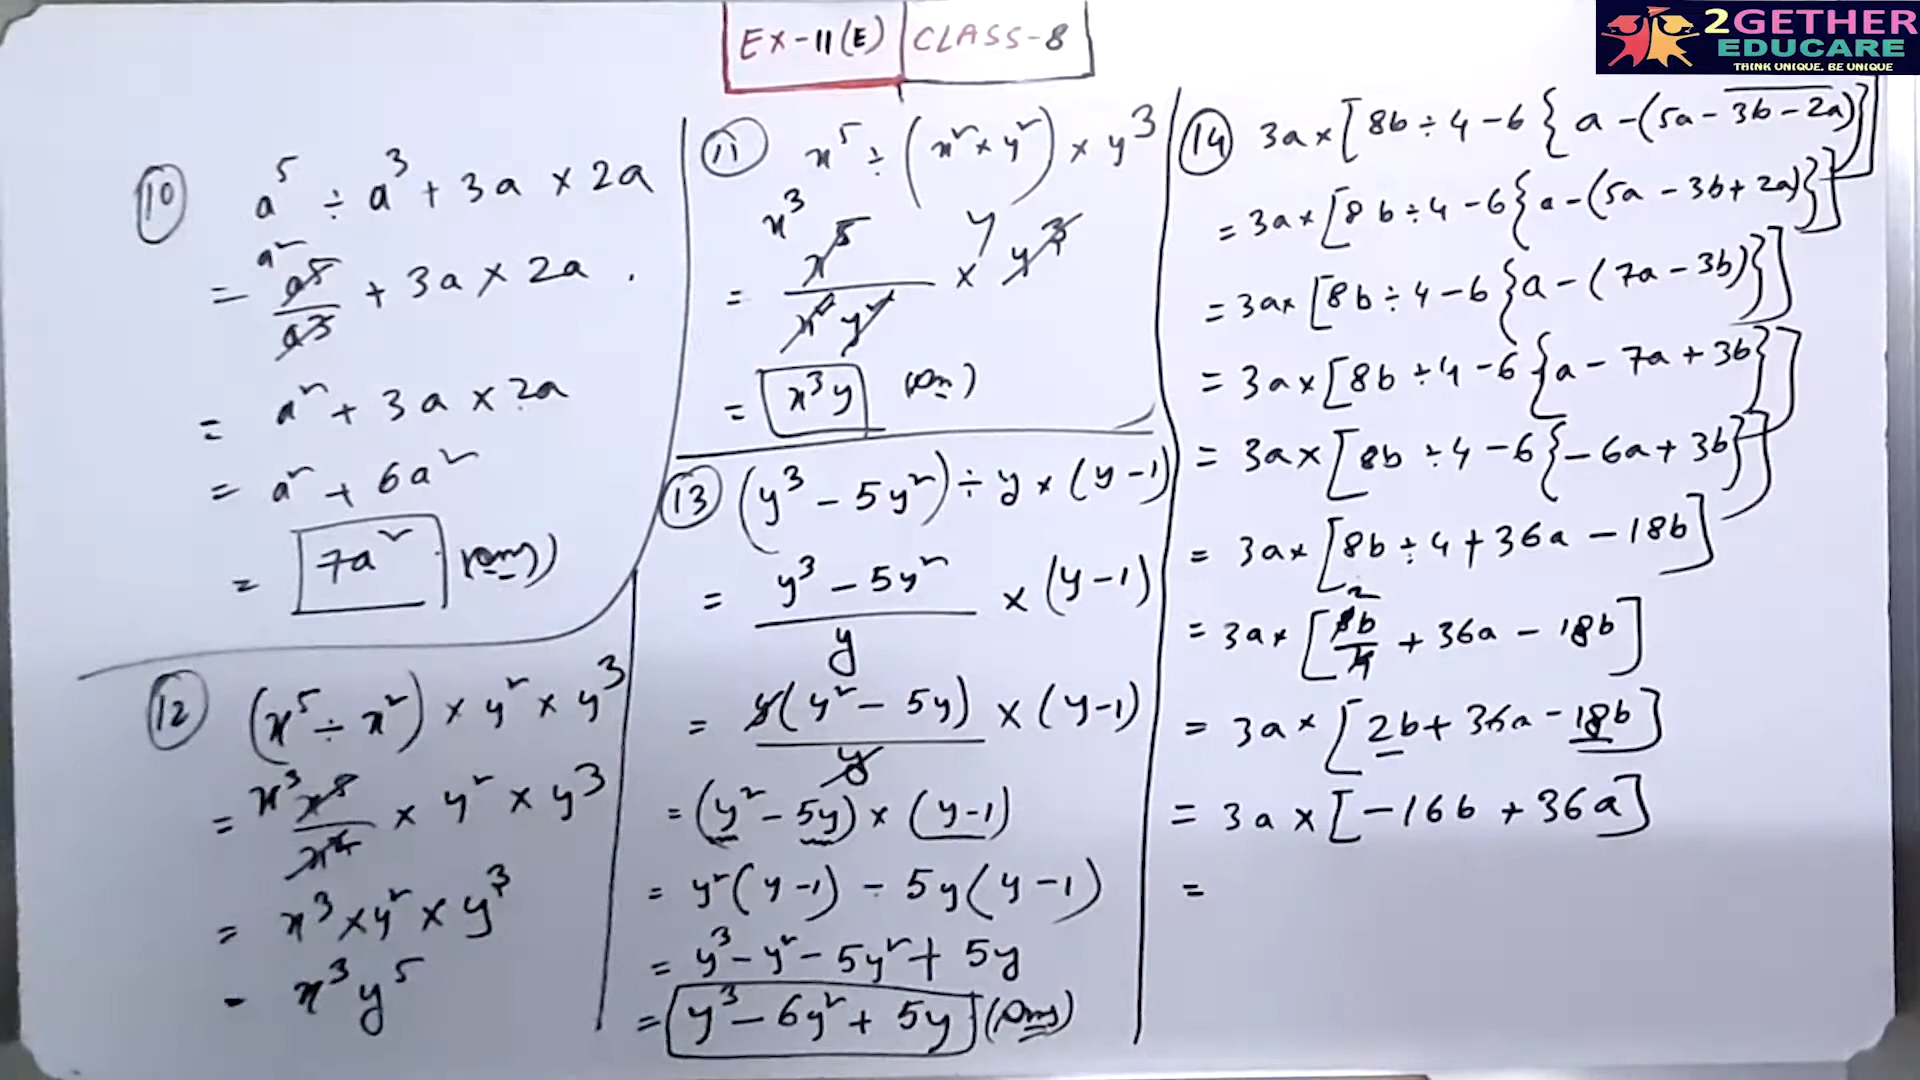 EX-11(E) CLASS-8
2GETHER
EDUCARE
THINK UNIQUE. BE UNIQUE
10 a⁵ ÷ a³ + 3a × 2a
= a² a⁵/a³ + 3a × 2a .
= a² + 3a × 2a
= a² + 6a²
= 7a² (Ans)
11 x⁵ ÷ (x² × y²) × y³
= x³ x⁵/x²y² × y y³
= x³y (Ans)
12 (x⁵ ÷ x²) × y² × y³
= x³ x⁵/x² × y² × y³
= x³ × y² × y³
- x³y⁵
13 (y³ - 5y²) ÷ y × (y-1)
= y³ - 5y²/y × (y-1)
= y(y² - 5y)/y × (y-1)
= (y² - 5y) × (y-1)
= y²(y-1) - 5y(y-1)
= y³ - y² - 5y² + 5y
= y³ - 6y² + 5y (Ans)
14 3a × [8b ÷ 4 - 6 { a - (5a - 3b - 2a)}]
= 3a × [8b ÷ 4 - 6 {a - (5a - 3b + 2a)}]
= 3a × [8b ÷ 4 - 6 {a - (7a - 3b)}]
= 3a × [8b ÷ 4 - 6 {a - 7a + 3b}]
= 3a × [8b ÷ 4 - 6 {- 6a + 3b}]
= 3a × [8b ÷ 4 + 36a - 18b]
= 3a × [2 8b/4 + 36a - 18b]
= 3a × [2b + 36a - 18b]
= 3a × [-16b + 36a]
=